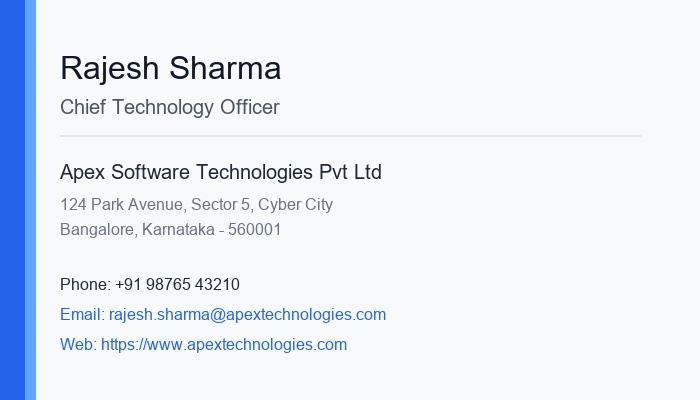 Rajesh Sharma
Chief Technology Officer
Apex Software Technologies Pvt Ltd
124 Park Avenue, Sector 5, Cyber City
Bangalore, Karnataka - 560001
Phone: +91 98765 43210
Email: rajesh.sharma@apextechnologies.com
Web: https://www.apextechnologies.com